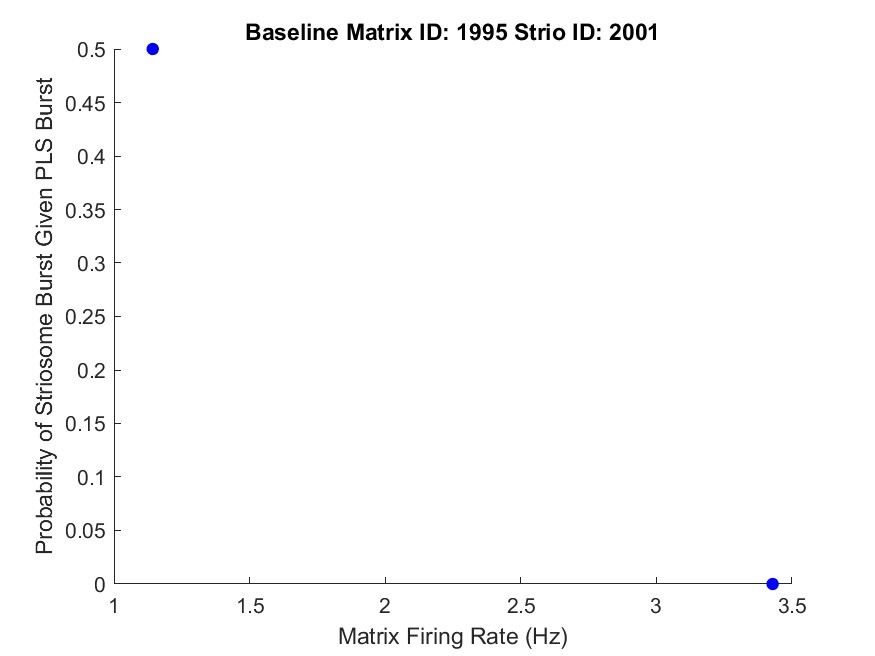 Baseline Matrix ID: 1995 Strio ID: 2001
Probability of Striosome Burst Given PLS Burst
0.5
0.45
0.4
0.35
0.3
0.25
0.2
0.15
0.1
0.05
0
1 1.5 2 2.5 3 3.5
Matrix Firing Rate (Hz)